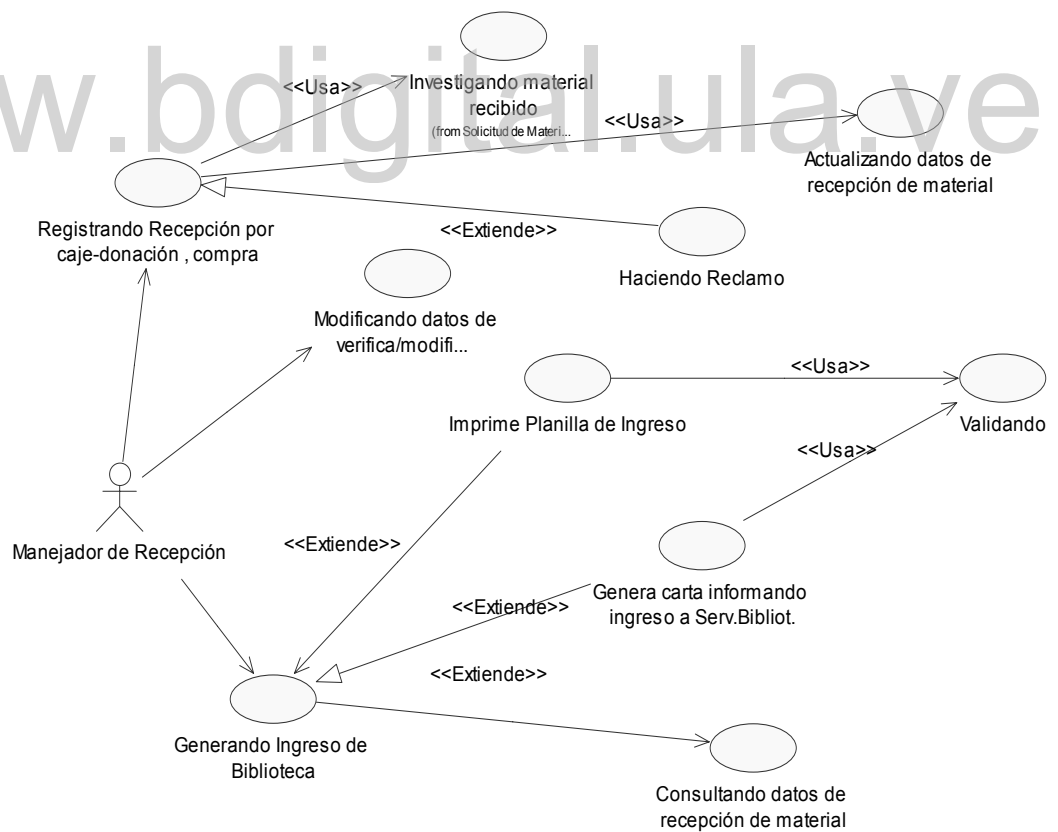 w.bdigital.ula.ve
<<Usa>>
Investigando material
recibido
(from Solicitud de Materi...
<<Usa>>
Actualizando datos de
recepción de material
Registrando Recepción por
caje-donación , compra
<<Extiende>>
Haciendo Reclamo
Modificando datos de
verifica/modifi...
<<Usa>>
Imprime Planilla de Ingreso
Validando
<<Usa>>
Manejador de Recepción
<<Extiende>>
Genera carta informando
ingreso a Serv.Bibliot.
<<Extiende>>
<<Extiende>>
Generando Ingreso de
Biblioteca
Consultando datos de
recepción de material